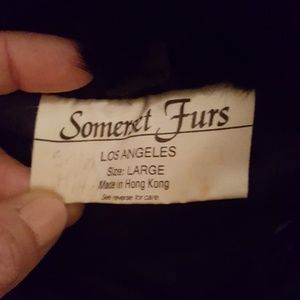 Somerset Furs
LOS ANGELES
Size: LARGE
Made in Hong Kong
See reverse for care